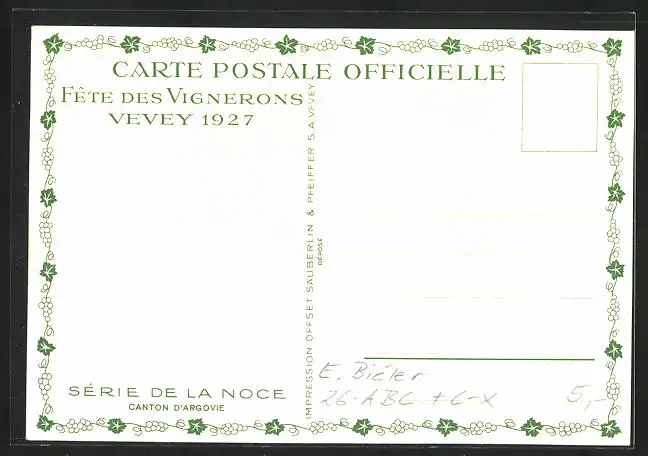 CARTE POSTALE OFFICIELLE
FÊTE DES VIGNERONS
VEVEY 1927
IMPRESSION OFFSET SÄUBERLIN & PFEIFFER S.A. VEVEY
DÉPOSÉ
SÉRIE DE LA NOCE
CANTON D'ARGOVIE
E. Biéler
26-ABC + C-X
5,-